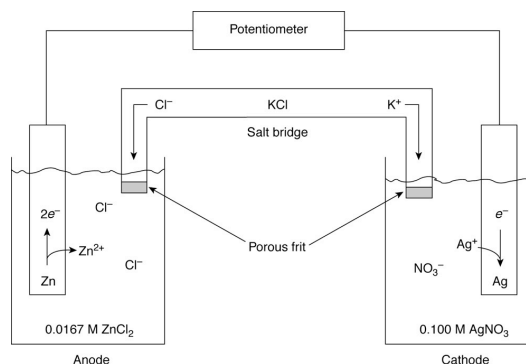 Potentiometer
Cl⁻
KCl
K⁺
Salt bridge
2e⁻
Cl⁻
Zn²⁺
Cl⁻
Zn
Porous frit
e⁻
Ag⁺
NO₃⁻
Ag
0.0167 M ZnCl₂
0.100 M AgNO₃
Anode
Cathode